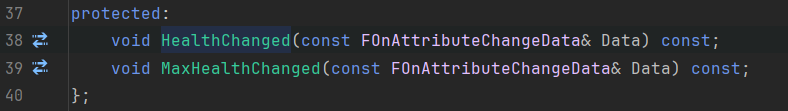 37 protected:
38 void HealthChanged(const FOnAttributeChangeData& Data) const;
39 void MaxHealthChanged(const FOnAttributeChangeData& Data) const;
40 };